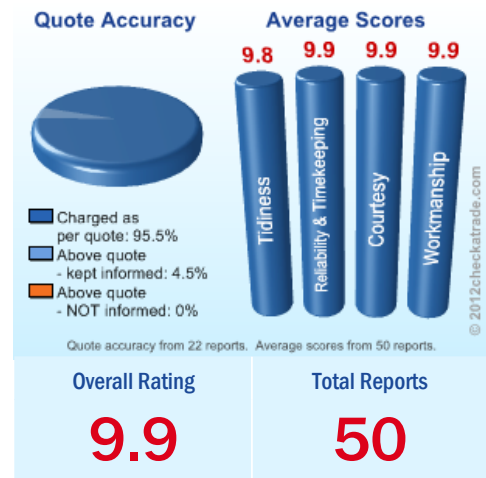 Quote Accuracy
Average Scores
9.8
9.9
9.9
9.9
Tidiness
Reliability & Timekeeping
Courtesy
Workmanship
Charged as
per quote: 95.5%
Above quote
- kept informed: 4.5%
Above quote
- NOT informed: 0%
© 2012checkatrade.com
Quote accuracy from 22 reports. Average scores from 50 reports.
Overall Rating
9.9
Total Reports
50